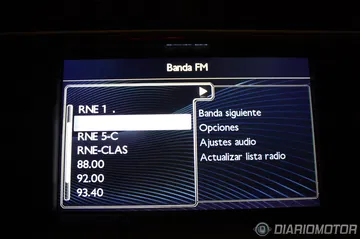 Banda FM
RNE 1 .
RNE 5-C
RNE-CLAS
88.00
92.00
93.40
Banda siguiente
Opciones
Ajustes audio
Actualizar lista radio
DIARIOMOTOR